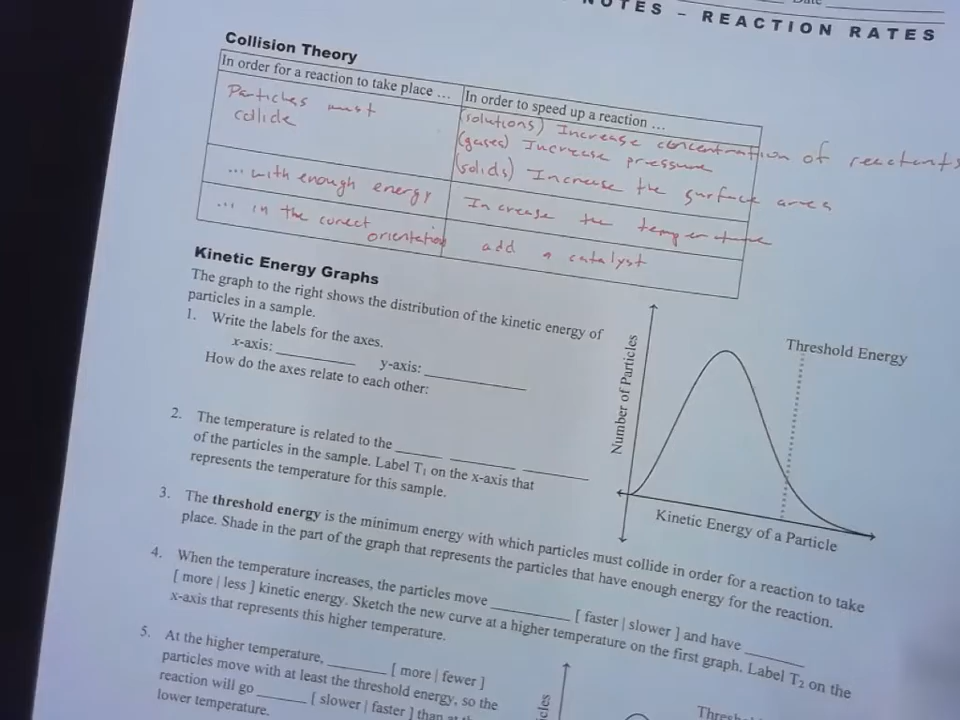 NOTES – REACTION RATES
Collision Theory
In order for a reaction to take place ...
In order to speed up a reaction ...
Particles must
collide
(solutions) Increase concentration of reactants
(gases) Increase pressure
(solids) Increase the surface area
... with enough energy
Increase the temperature
... in the correct
orientation
add a catalyst
Kinetic Energy Graphs
The graph to the right shows the distribution of the kinetic energy of
particles in a sample.
1. Write the labels for the axes.
x-axis: __________ y-axis: __________
How do the axes relate to each other:
2. The temperature is related to the ______ ______ ______
of the particles in the sample. Label T₁ on the x-axis that
represents the temperature for this sample.
Number of Particles
Threshold Energy
Kinetic Energy of a Particle
3. The threshold energy is the minimum energy with which particles must collide in order for a reaction to take
place. Shade in the part of the graph that represents the particles that have enough energy for the reaction.
4. When the temperature increases, the particles move __________ [ faster | slower ] and have ________
[ more | less ] kinetic energy. Sketch the new curve at a higher temperature on the first graph. Label T₂ on the
x-axis that represents this higher temperature.
5. At the higher temperature, ________ [ more | fewer ]
particles move with at least the threshold energy, so the
reaction will go ______ [ slower | faster ] than at the
lower temperature.